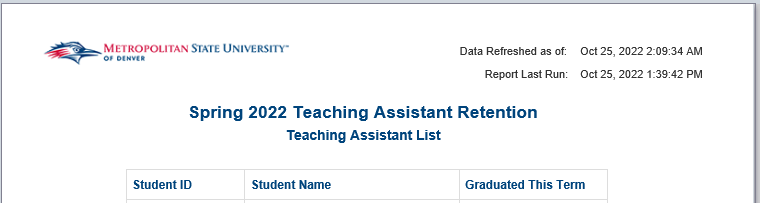 METROPOLITAN STATE UNIVERSITY™
OF DENVER
Data Refreshed as of: Oct 25, 2022 2:09:34 AM
Report Last Run: Oct 25, 2022 1:39:42 PM
Spring 2022 Teaching Assistant Retention
Teaching Assistant List
Student ID Student Name Graduated This Term